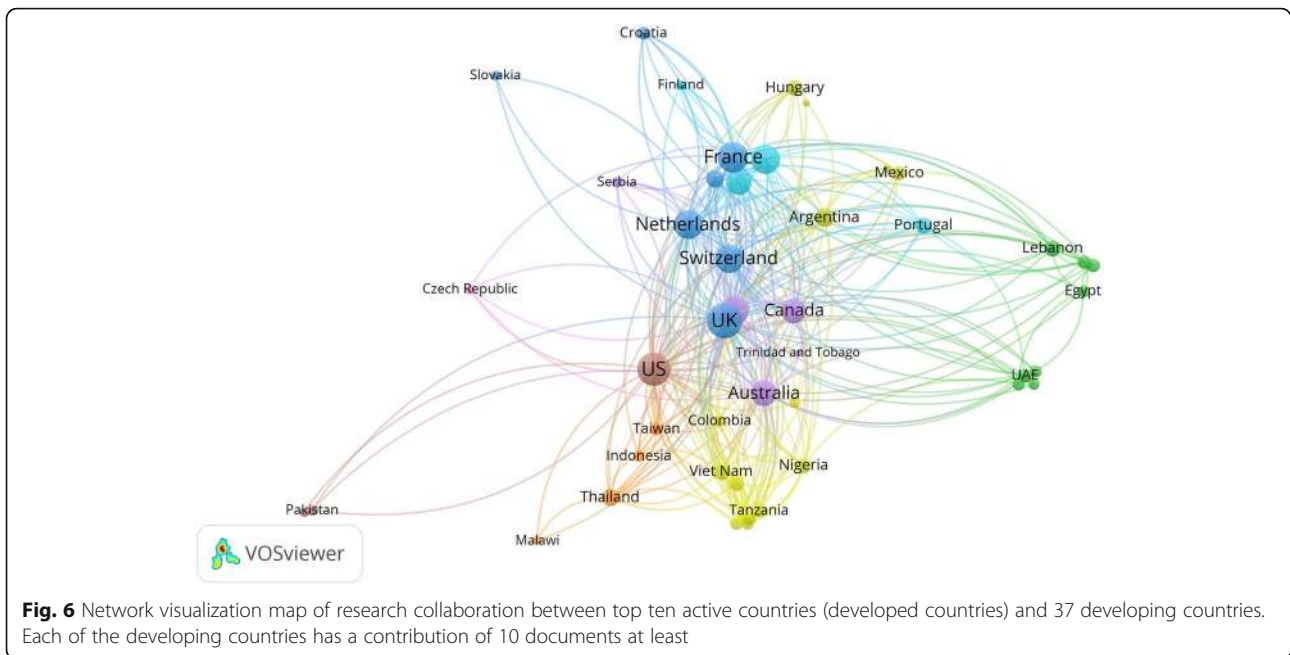 Croatia
Slovakia
Finland
Hungary
France
Mexico
Serbia
Argentina
Netherlands
Portugal
Lebanon
Switzerland
Czech Republic
Egypt
Canada
UK
Trinidad and Tobago
US
UAE
Australia
Colombia
Taiwan
Indonesia
Nigeria
Viet Nam
Thailand
Pakistan
Tanzania
Malawi
VOSviewer
Fig. 6 Network visualization map of research collaboration between top ten active countries (developed countries) and 37 developing countries.
Each of the developing countries has a contribution of 10 documents at least